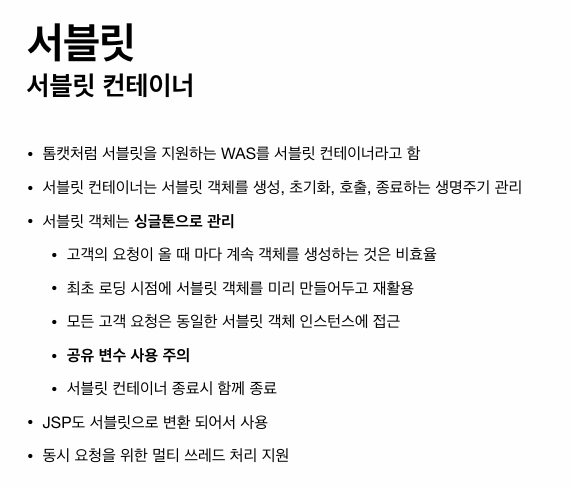 서블릿
서블릿 컨테이너
• 톰캣처럼 서블릿을 지원하는 WAS를 서블릿 컨테이너라고 함
• 서블릿 컨테이너는 서블릿 객체를 생성, 초기화, 호출, 종료하는 생명주기 관리
• 서블릿 객체는 싱글톤으로 관리
• 고객의 요청이 올 때 마다 계속 객체를 생성하는 것은 비효율
• 최초 로딩 시점에 서블릿 객체를 미리 만들어두고 재활용
• 모든 고객 요청은 동일한 서블릿 객체 인스턴스에 접근
• 공유 변수 사용 주의
• 서블릿 컨테이너 종료시 함께 종료
• JSP도 서블릿으로 변환 되어서 사용
• 동시 요청을 위한 멀티 쓰레드 처리 지원